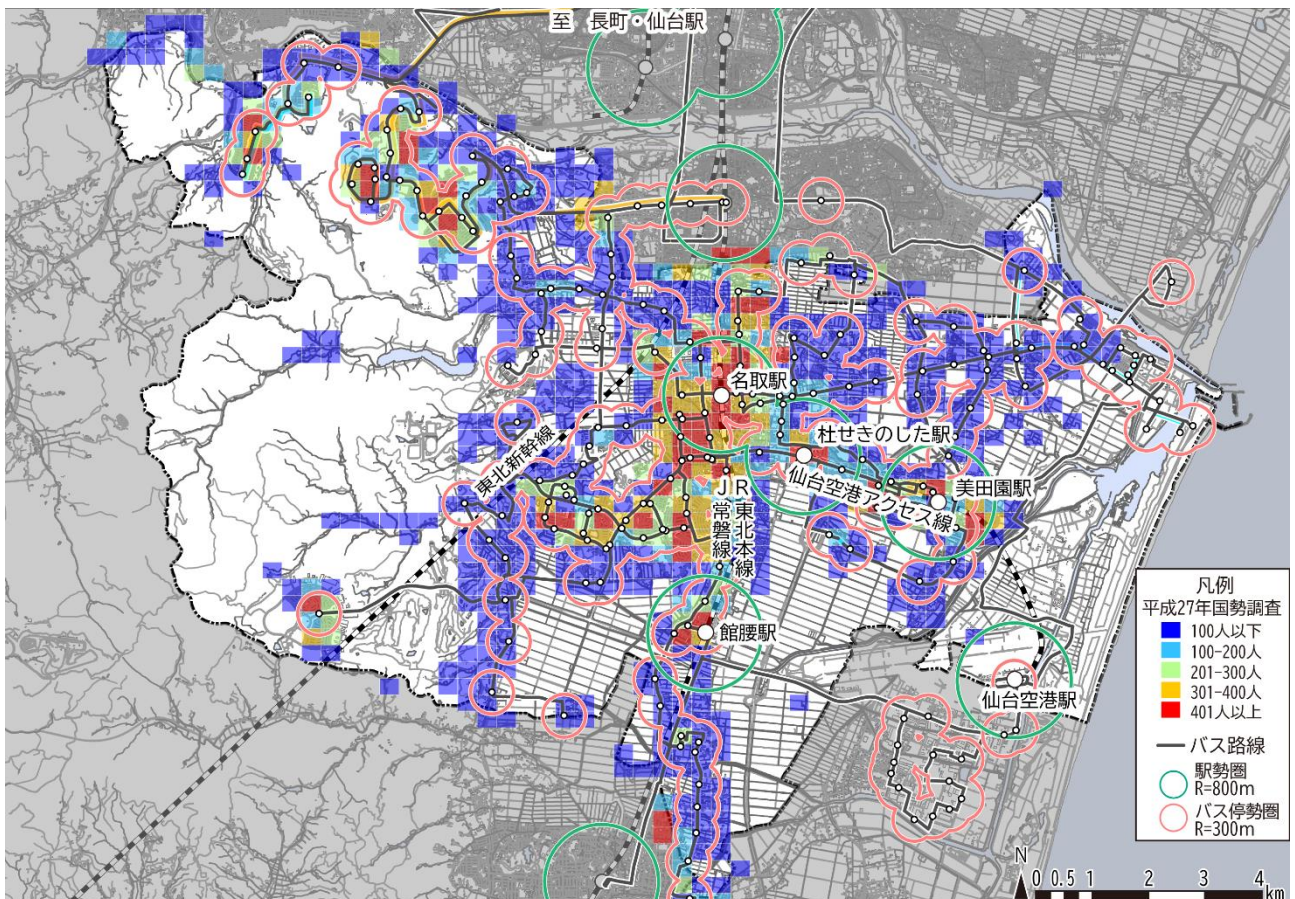 至 長町・仙台駅
名取駅
杜せきのした駅
東北新幹線
仙台空港アクセス線
美田園駅
JR東北本線
常磐線
館腰駅
仙台空港駅
凡例
平成27年国勢調査
100人以下
100-200人
201-300人
301-400人
401人以上
バス路線
駅勢圏
R=800m
バス停勢圏
R=300m
N
0 0.5 1 2 3 4
km